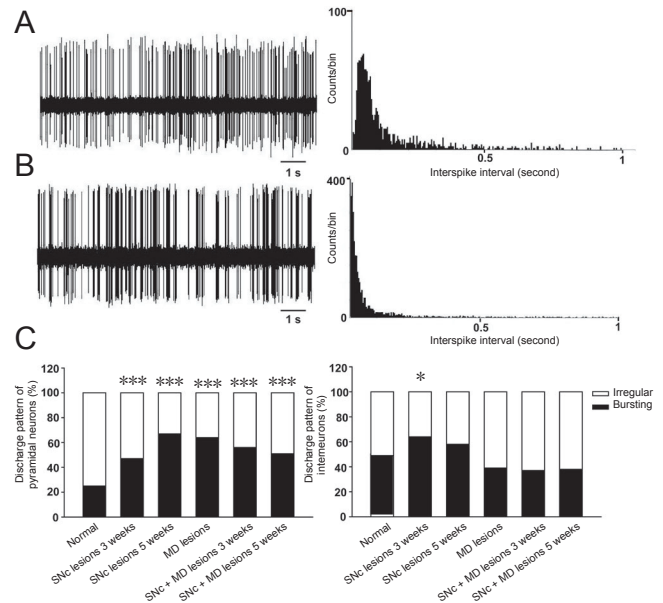 A
1 s
100
0
Counts/bin
0.5
1
Interspike interval (second)
B
1 s
400
0
Counts/bin
0.5
1
Interspike interval (second)
C
Discharge pattern of
pyramidal neurons (%)
120
100
80
60
40
20
0
*** *** *** *** ***
Normal
SNc lesions 3 weeks
SNc lesions 5 weeks
MD lesions
SNc + MD lesions 3 weeks
SNc + MD lesions 5 weeks
Discharge pattern of
interneurons (%)
120
100
80
60
40
20
0
*
Normal
SNc lesions 3 weeks
SNc lesions 5 weeks
MD lesions
SNc + MD lesions 3 weeks
SNc + MD lesions 5 weeks
Irregular
Bursting